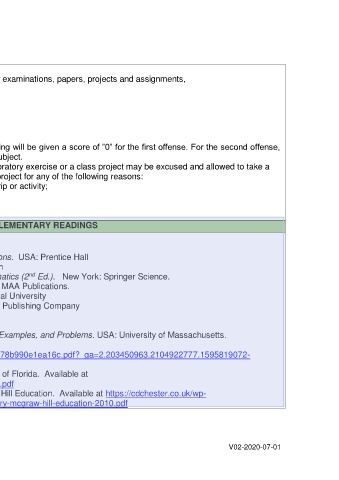 examinations, papers, projects and assignments,
ing will be given a score of "0" for the first offense. For the second offense,
ubject.
oratory exercise or a class project may be excused and allowed to take a
project for any of the following reasons:
rip or activity;
LEMENTARY READINGS
ons. USA: Prentice Hall
atics (2nd Ed.). New York: Springer Science.
MAA Publications.
al University
Publishing Company
Examples, and Problems. USA: University of Massachusetts.
78b990e1ea16c.pdf?_ga=2.203450963.2104922777.1595819072-
of Florida. Available at
.pdf
Hill Education. Available at https://cdchester.co.uk/wp-
ry-mcgraw-hill-education-2010.pdf
V02-2020-07-01